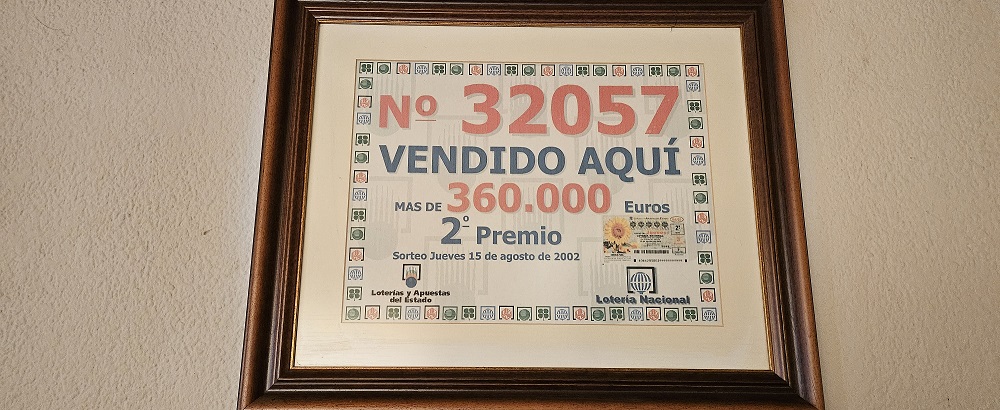 Nº 32057
VENDIDO AQUÍ
MAS DE 360.000 Euros
2º Premio
Sorteo Jueves 15 de agosto de 2002
Loterías y Apuestas
del Estado
Lotería Nacional